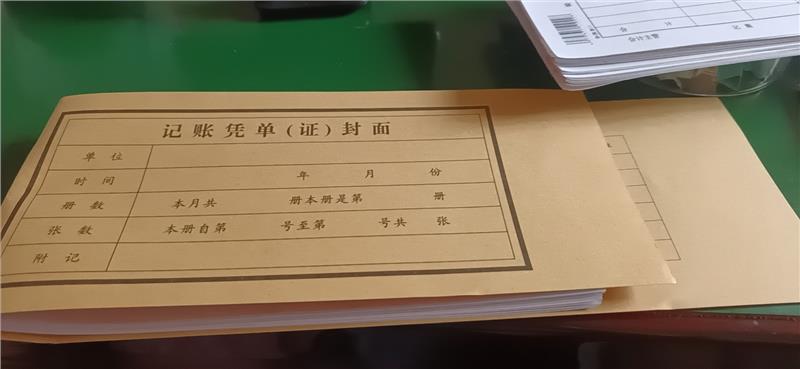 记账凭单(证)封面
单位
时间 年 月 份
册数 本月共 册本册是第 册
张数 本册自第 号至第 号共 张
附记